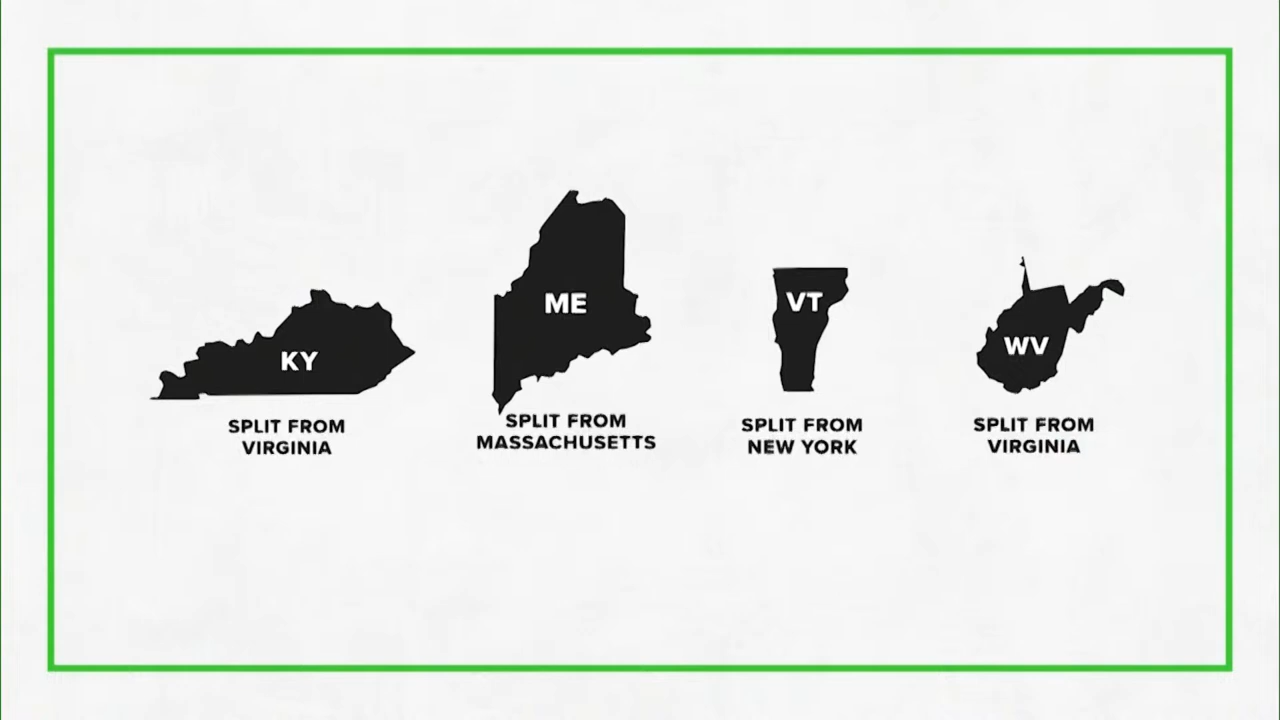 KY
SPLIT FROM
VIRGINIA
ME
SPLIT FROM
MASSACHUSETTS
VT
SPLIT FROM
NEW YORK
WV
SPLIT FROM
VIRGINIA